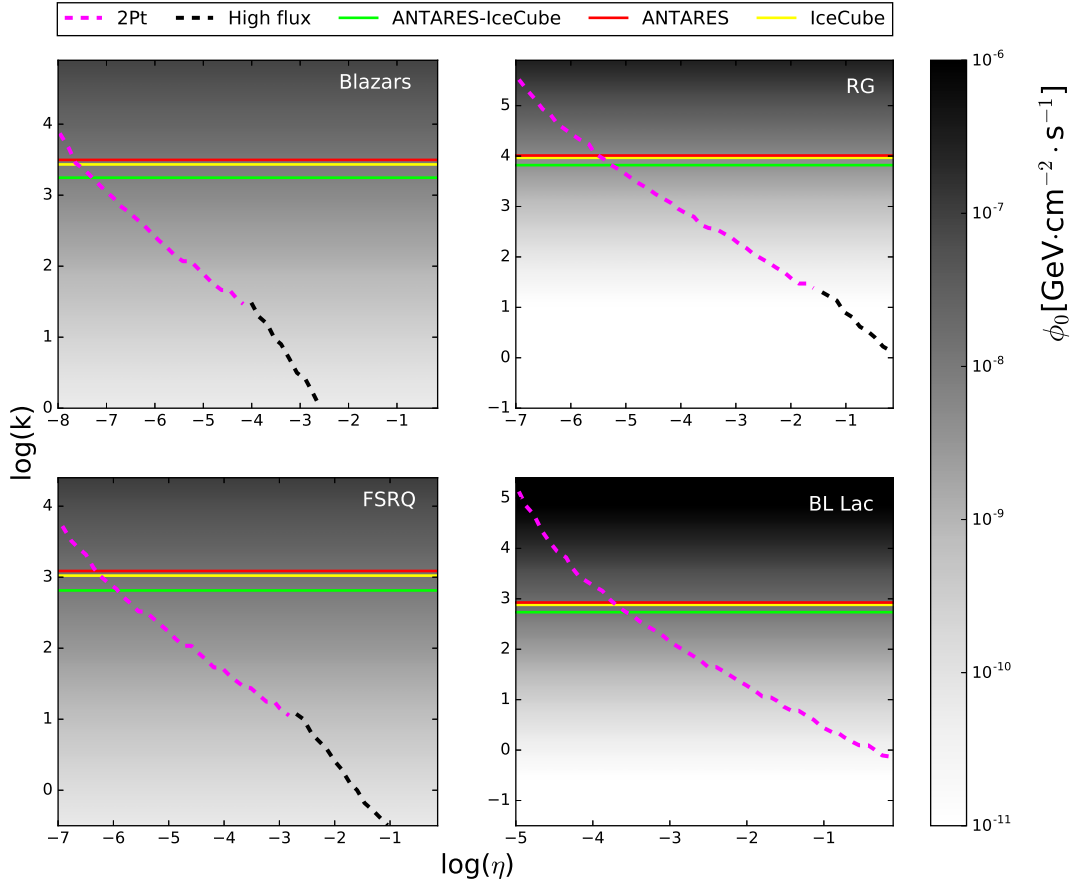 2Pt High flux ANTARES-IceCube ANTARES IceCube
Blazars
4
3
2
1
0
−8 −7 −6 −5 −4 −3 −2 −1
RG
5
4
3
2
1
0
−1
−7 −6 −5 −4 −3 −2 −1
FSRQ
4
3
2
1
0
−7 −6 −5 −4 −3 −2 −1
BL Lac
5
4
3
2
1
0
−1
−5 −4 −3 −2 −1
log(k)
log(η)
10⁻⁶
10⁻⁷
10⁻⁸
10⁻⁹
10⁻¹⁰
10⁻¹¹
ϕ₀[GeV·cm⁻² · s⁻¹]